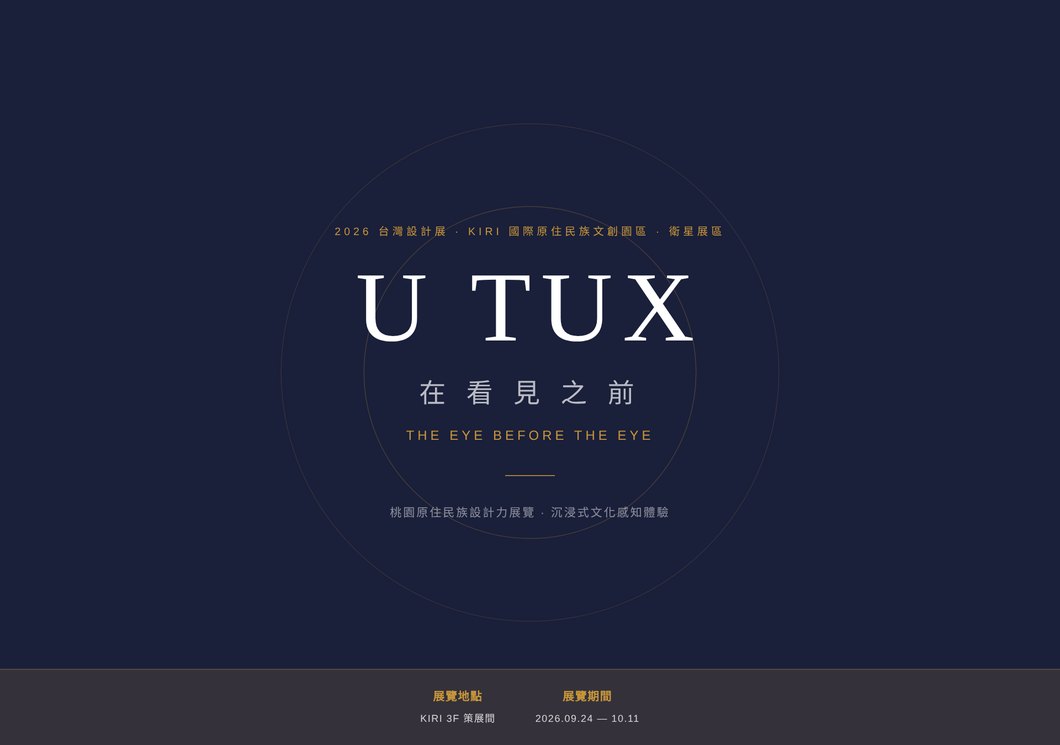 2026 台灣設計展 · KIRI 國際原住民族文創園區 · 衛星展區
U TUX
在看見之前
THE EYE BEFORE THE EYE
桃園原住民族設計力展覽 · 沉浸式文化感知體驗
展覽地點
KIRI 3F 策展間
展覽期間
2026.09.24 — 10.11